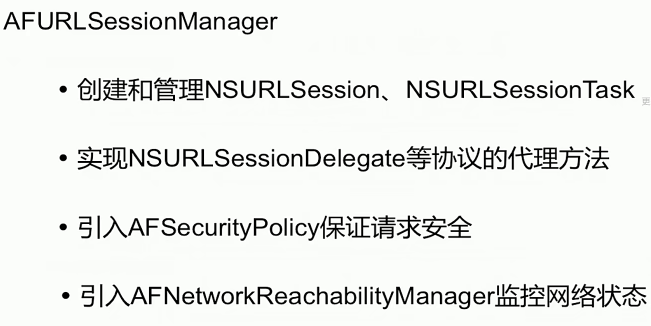 AFURLSessionManager
• 创建和管理NSURLSession、NSURLSessionTask
• 实现NSURLSessionDelegate等协议的代理方法
• 引入AFSecurityPolicy保证请求安全
• 引入AFNetworkReachabilityManager监控网络状态